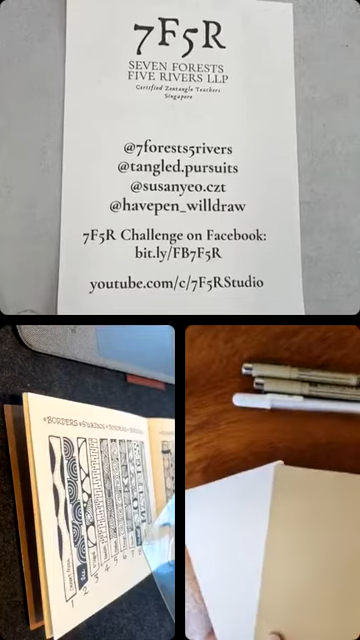 7F5R
SEVEN FORESTS
FIVE RIVERS LLP
Certified Zentangle Teachers
Singapore
@7forests5rivers
@tangled.pursuits
@susanyeo.czt
@havepen_willdraw
7F5R Challenge on Facebook:
bit.ly/FB7F5R
youtube.com/c/7F5RStudio
1
2
3
4
5
6
7
8